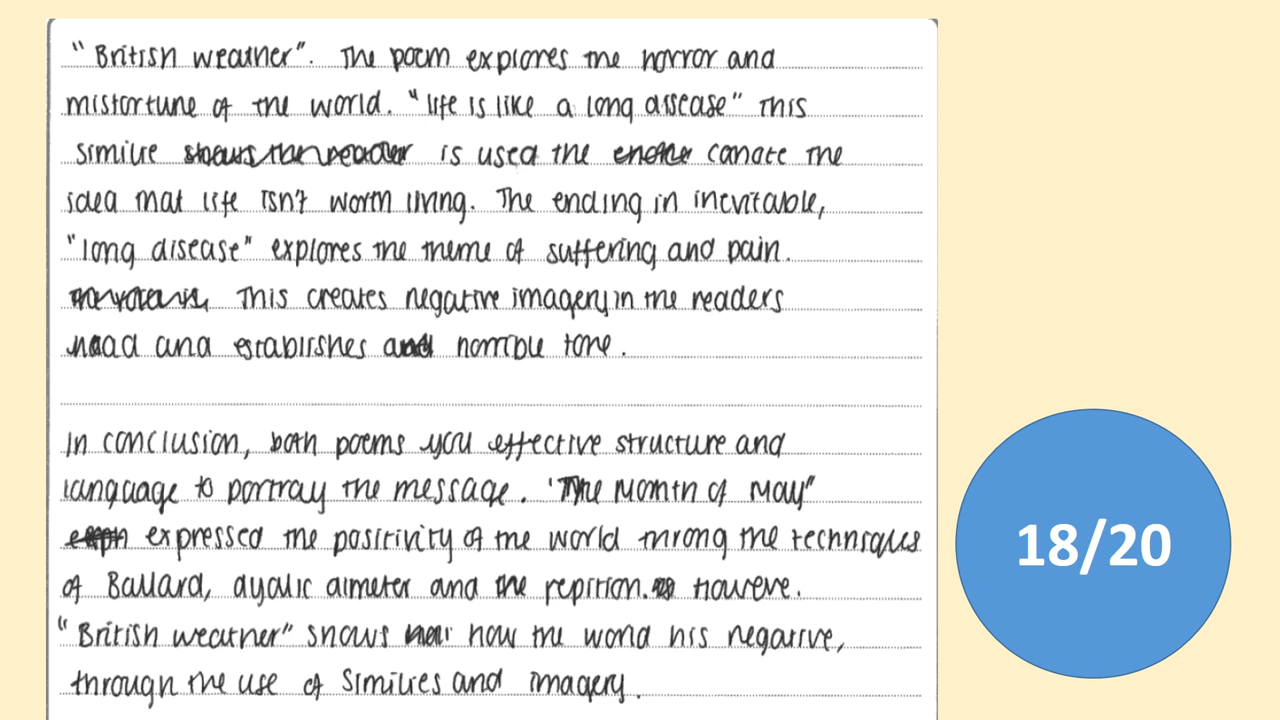 "British weather". The poem explores the horror and
misfortune of the world. "life is like a long disease" This
similie is used the canate the
idea that life isn't worth living. The ending in inevitable,
"long disease" explores the theme of suffering and pain.
This creates negative imagery in the readers
head and establishes horrible tone.
In conclusion, both poems you effective structure and
language to portray the message. 'The Month of May"
expressed the positivity of the world throng the techniques
of Ballard, dyalic dimeter and the repition. howeve.
"British weather" shows how the world his negative,
through the use of similies and imagery.
18/20